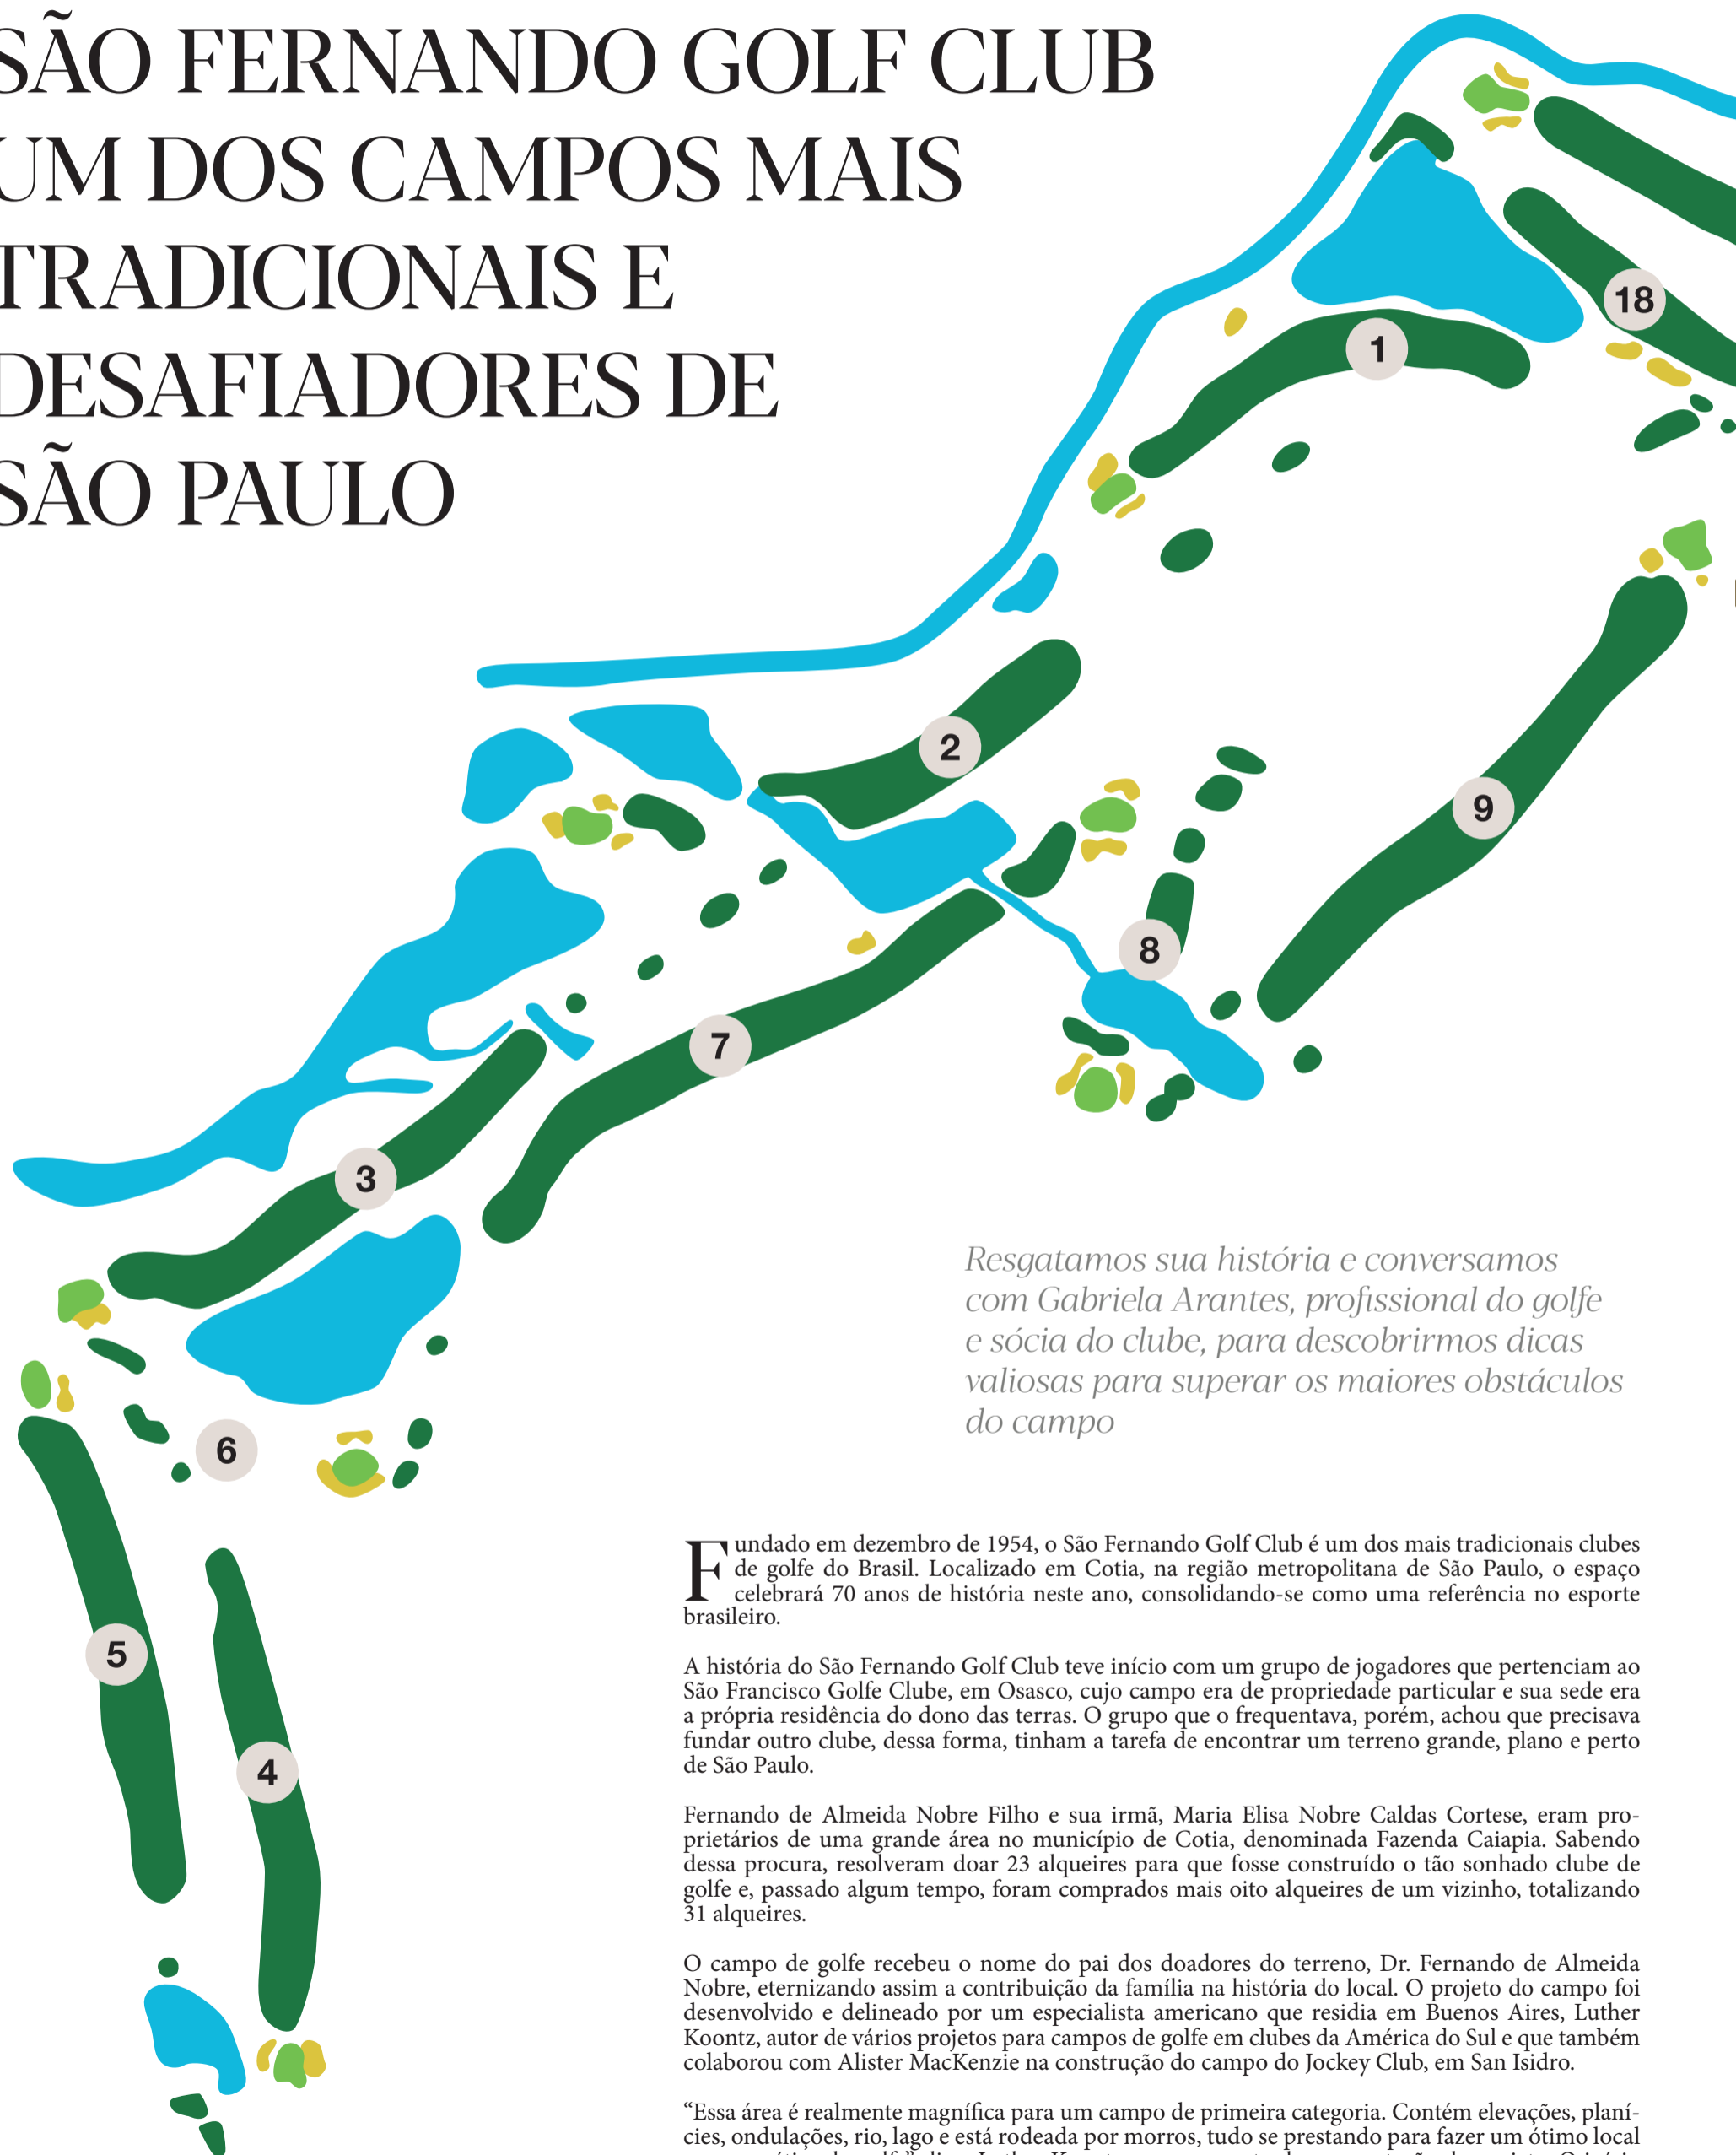 SÃO FERNANDO GOLF CLUB
UM DOS CAMPOS MAIS
TRADICIONAIS E
DESAFIADORES DE
SÃO PAULO
18
1
2
9
8
7
3
6
5
4
Resgatamos sua história e conversamos
com Gabriela Arantes, profissional do golfe
e sócia do clube, para descobrirmos dicas
valiosas para superar os maiores obstáculos
do campo
Fundado em dezembro de 1954, o São Fernando Golf Club é um dos mais tradicionais clubes
de golfe do Brasil. Localizado em Cotia, na região metropolitana de São Paulo, o espaço
celebrará 70 anos de história neste ano, consolidando-se como uma referência no esporte
brasileiro.
A história do São Fernando Golf Club teve início com um grupo de jogadores que pertenciam ao
São Francisco Golfe Clube, em Osasco, cujo campo era de propriedade particular e sua sede era
a própria residência do dono das terras. O grupo que o frequentava, porém, achou que precisava
fundar outro clube, dessa forma, tinham a tarefa de encontrar um terreno grande, plano e perto
de São Paulo.
Fernando de Almeida Nobre Filho e sua irmã, Maria Elisa Nobre Caldas Cortese, eram pro-
prietários de uma grande área no município de Cotia, denominada Fazenda Caiapia. Sabendo
dessa procura, resolveram doar 23 alqueires para que fosse construído o tão sonhado clube de
golfe e, passado algum tempo, foram comprados mais oito alqueires de um vizinho, totalizando
31 alqueires.
O campo de golfe recebeu o nome do pai dos doadores do terreno, Dr. Fernando de Almeida
Nobre, eternizando assim a contribuição da família na história do local. O projeto do campo foi
desenvolvido e delineado por um especialista americano que residia em Buenos Aires, Luther
Koontz, autor de vários projetos para campos de golfe em clubes da América do Sul e que também
colaborou com Alister MacKenzie na construção do campo do Jockey Club, em San Isidro.
“Essa área é realmente magnífica para um campo de primeira categoria. Contém elevações, planí-
cies, ondulações, rio, lago e está rodeada por morros, tudo se prestando para fazer um ótimo local